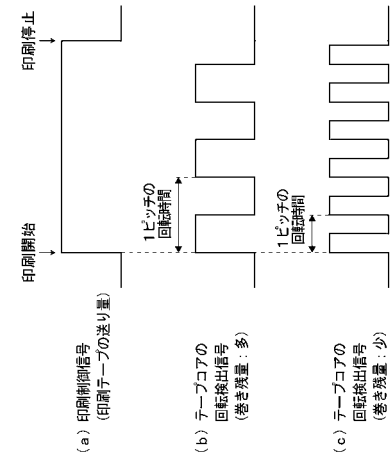 印刷開始
印刷停止
(a) 印刷制御信号
(印刷テープの送り量)
1ピッチの
回転時間
(b) テープコアの
回転検出信号
(巻き残量：多)
1ピッチの
回転時間
(c) テープコアの
回転検出信号
(巻き残量：少)